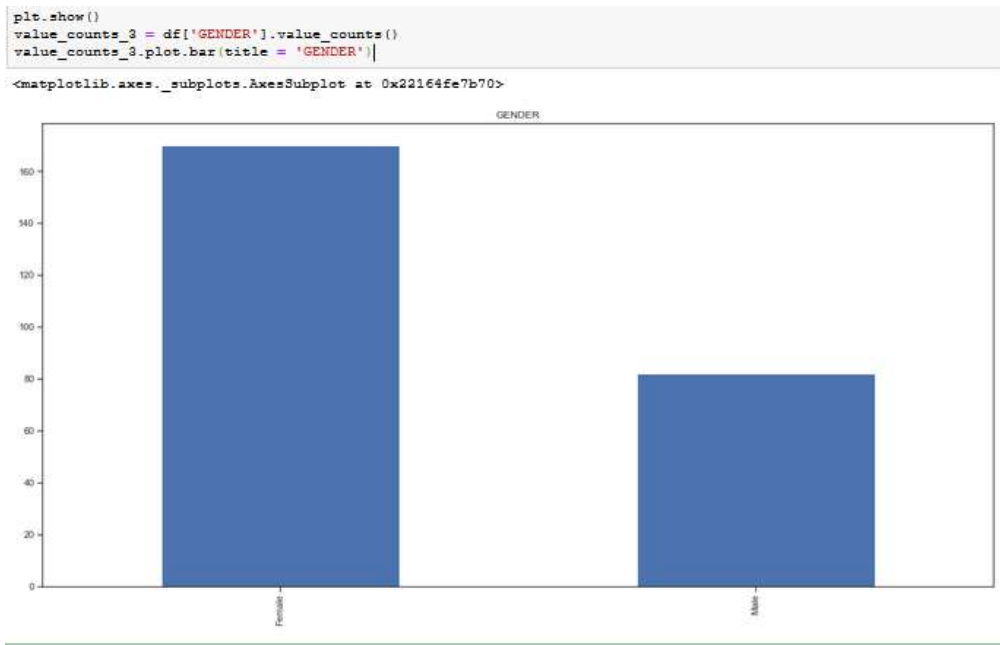 plt.show()
value_counts_3 = df['GENDER'].value_counts()
value_counts_3.plot.bar(title = 'GENDER')
<matplotlib.axes._subplots.AxesSubplot at 0x22164fe7b70>
GENDER
160
140
120
100
80
60
40
20
0
Female
Male